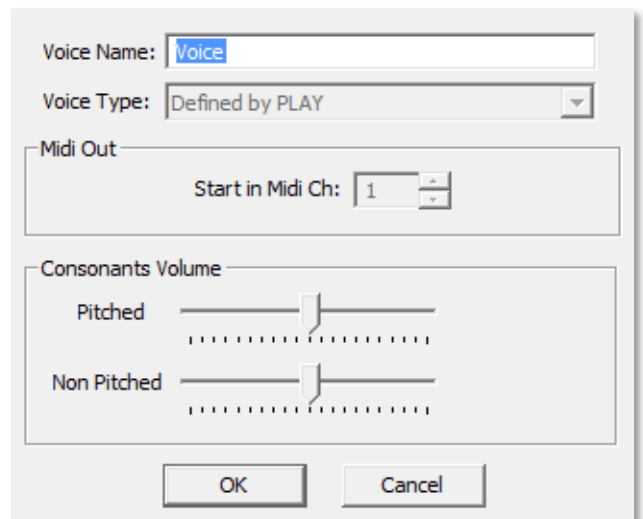 Voice Name: Voice
Voice Type: Defined by PLAY
Midi Out
Start in Midi Ch: 1
Consonants Volume
Pitched
Non Pitched
OK Cancel